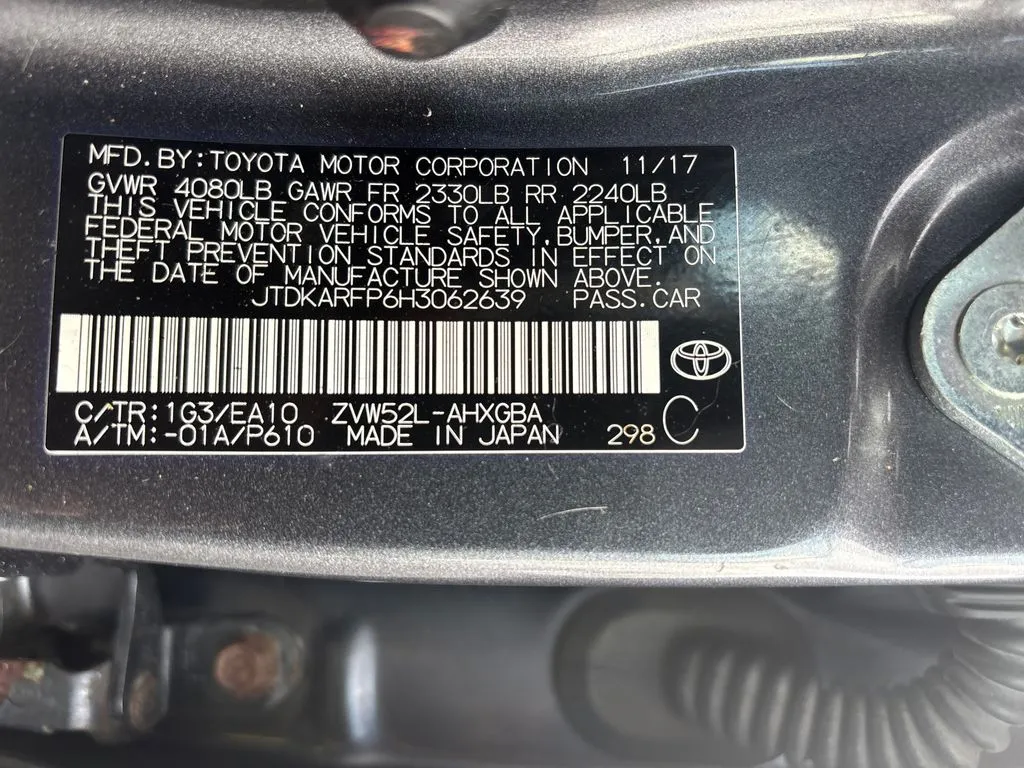 MFD.BY:TOYOTA MOTOR CORPORATION 11/17
GVWR 4080LB GAWR FR 2330LB RR 2240LB
THIS VEHICLE CONFORMS TO ALL APPLICABLE
FEDERAL MOTOR VEHICLE SAFETY,BUMPER,AND
THEFT PREVENTION STANDARDS IN EFFECT ON
THE DATE OF MANUFACTURE SHOWN ABOVE.
JTDKARFP6H3062639 PASS.CAR
C/TR:1G3/EA10 ZVW52L-AHXGBA
A/TM:-01A/P610 MADE IN JAPAN 298 C